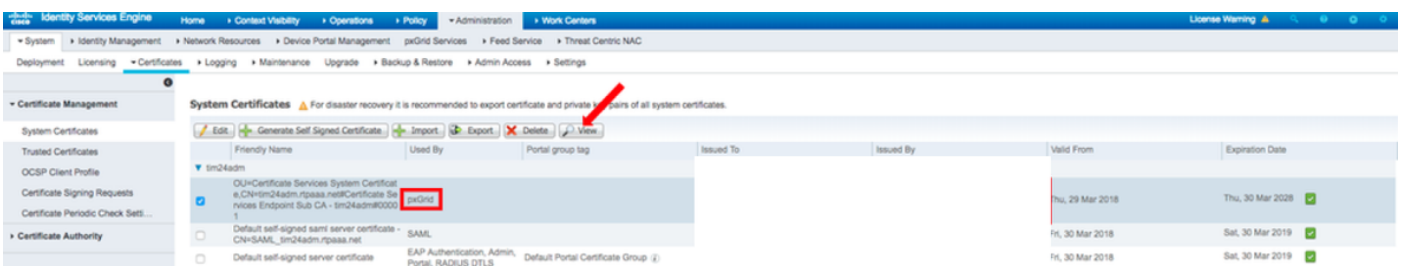 cisco Identity Services Engine Home Context Visibility Operations Policy Administration Work Centers License Warning
System Identity Management Network Resources Device Portal Management pxGrid Services Feed Service Threat Centric NAC
Deployment Licensing Certificates Logging Maintenance Upgrade Backup & Restore Admin Access Settings
Certificate Management
System Certificates
Trusted Certificates
OCSP Client Profile
Certificate Signing Requests
Certificate Periodic Check Setti...
Certificate Authority
System Certificates For disaster recovery it is recommended to export certificate and private key pairs of all system certificates.
Edit Generate Self Signed Certificate Import Export Delete View
Friendly Name Used By Portal group tag Issued To Issued By Valid From Expiration Date
tim24adm
OU=Certificate Services System Certificat
e,CN=tim24adm.rtpaaa.net#Certificate Se
rvices Endpoint Sub CA - tim24adm#0000
1
pxGrid
Thu, 29 Mar 2018
Thu, 30 Mar 2028
Default self-signed saml server certificate -
CN=SAML_tim24adm.rtpaaa.net
SAML
Fri, 30 Mar 2018
Sat, 30 Mar 2019
Default self-signed server certificate
EAP Authentication, Admin,
Portal, RADIUS DTLS
Default Portal Certificate Group
Fri, 30 Mar 2018
Sat, 30 Mar 2019